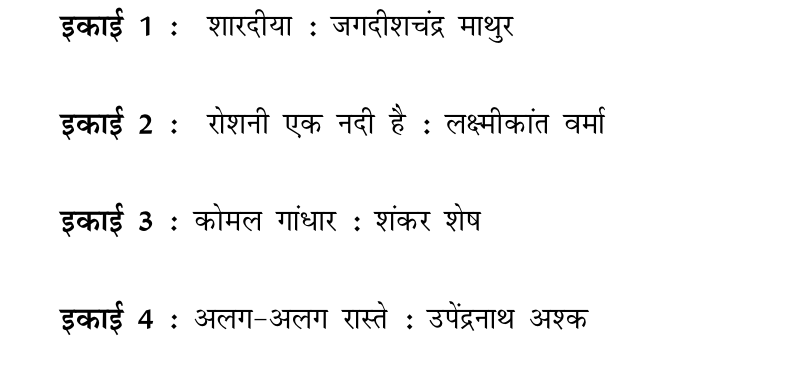 इकाई 1 : शारदीया : जगदीशचंद्र माथुर
इकाई 2 : रोशनी एक नदी है : लक्ष्मीकांत वर्मा
इकाई 3 : कोमल गांधार : शंकर शेष
इकाई 4 : अलग-अलग रास्ते : उपेंद्रनाथ अश्क